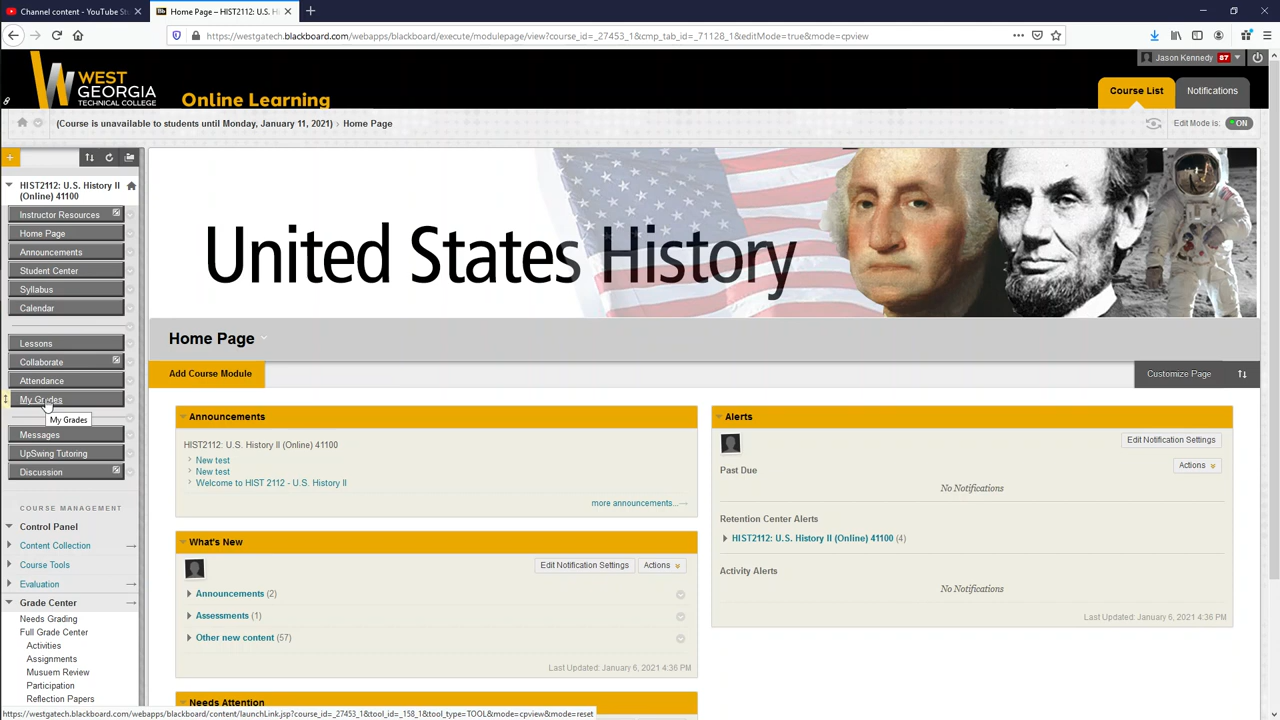 Channel content - YouTube St
Home Page – HIST2112: U.S. H
https://westgatech.blackboard.com/webapps/blackboard/execute/modulepage/view?course_id=_27453_1&cmp_tab_id=_71128_1&editMode=true&mode=cpview
WEST GEORGIA
TECHNICAL COLLEGE
Online Learning
Jason Kennedy 87
Course List
Notifications
(Course is unavailable to students until Monday, January 11, 2021) > Home Page
Edit Mode is: ON
HIST2112: U.S. History II
(Online) 41100
Instructor Resources
Home Page
Announcements
Student Center
Syllabus
Calendar
Lessons
Collaborate
Attendance
My Grades
My Grades
Messages
UpSwing Tutoring
Discussion
COURSE MANAGEMENT
Control Panel
Content Collection
Course Tools
Evaluation
Grade Center
Needs Grading
Full Grade Center
Activities
Assignments
Musuem Review
Participation
Reflection Papers
United States History
Home Page
Add Course Module
Customize Page
Announcements
HIST2112: U.S. History II (Online) 41100
New test
New test
Welcome to HIST 2112 - U.S. History II
more announcements...
What's New
Edit Notification Settings
Actions
Announcements (2)
Assessments (1)
Other new content (57)
Last Updated: January 6, 2021 4:36 PM
Needs Attention
Alerts
Edit Notification Settings
Past Due
Actions
No Notifications
Retention Center Alerts
HIST2112: U.S. History II (Online) 41100 (4)
Activity Alerts
No Notifications
Last Updated: January 6, 2021 4:36 PM
https://westgatech.blackboard.com/webapps/blackboard/content/launchLink.jsp?course_id=_27453_1&tool_id=_158_1&tool_type=TOOL&mode=cpview&mode=reset